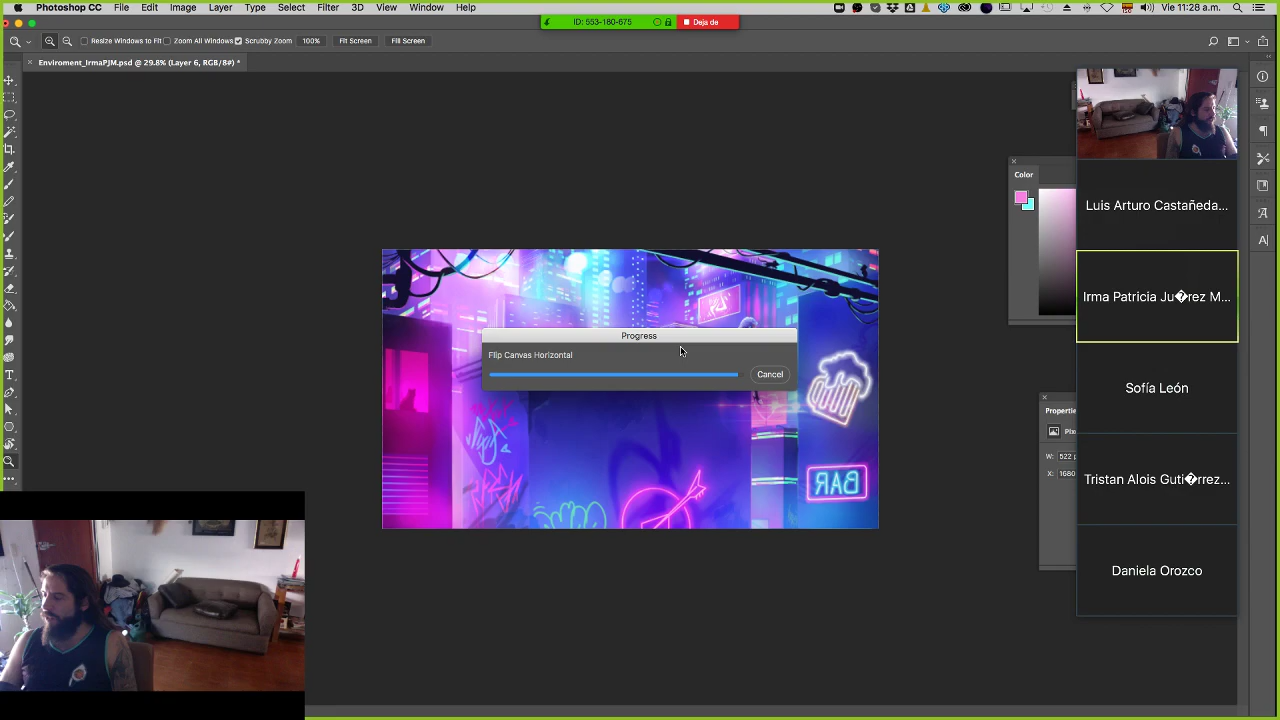 Photoshop CC File Edit Image Layer Type Select Filter 3D View Window Help
Vie 11:28 a.m.
ID: 553-180-675 Deja de
Resize Windows to Fit Zoom All Windows Scrubby Zoom 100% Fit Screen Fill Screen
Enviroment_IrmaPJM.psd @ 29.8% (Layer 6, RGB/8#) *
Color
Luis Arturo Castañeda...
Irma Patricia Ju�rez M...
Progress
Flip Canvas Horizontal
Cancel
Sofía León
Properties
Pix
W: 522 p
X: 1680
BAR
Tristan Alois Guti�rrez...
Daniela Orozco